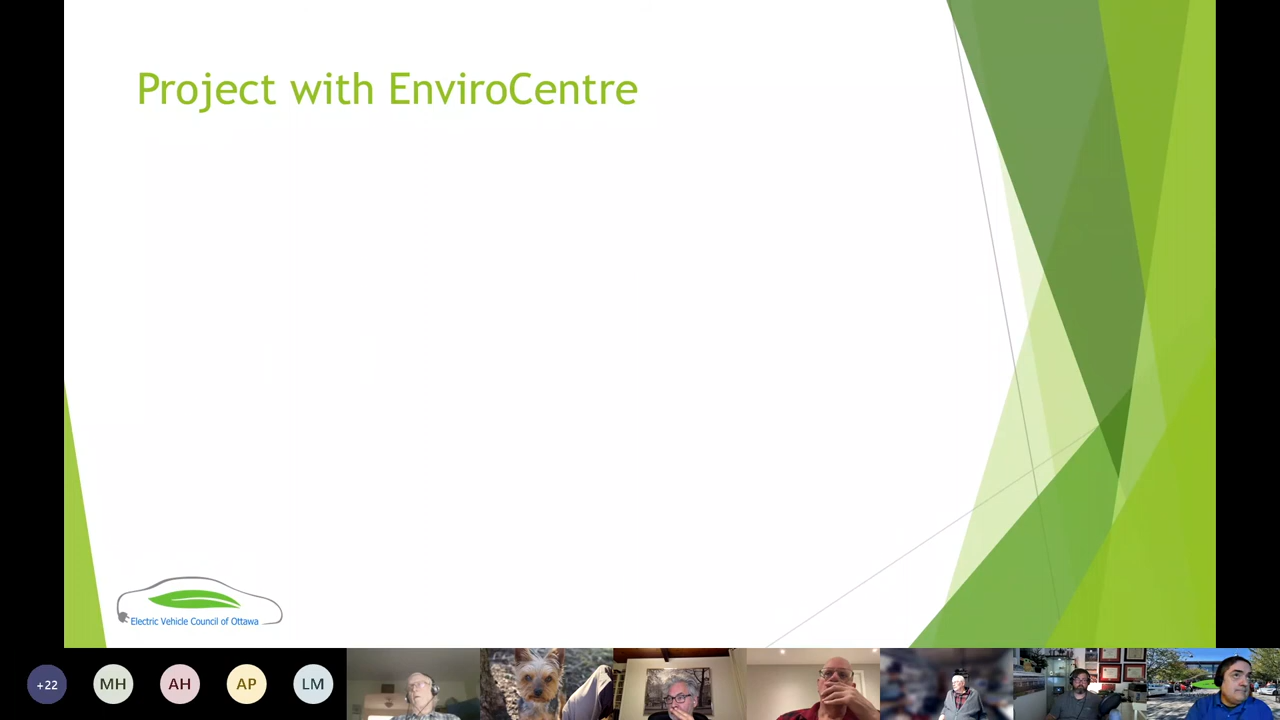 Project with EnviroCentre
Electric Vehicle Council of Ottawa
+22
MH
AH
AP
LM